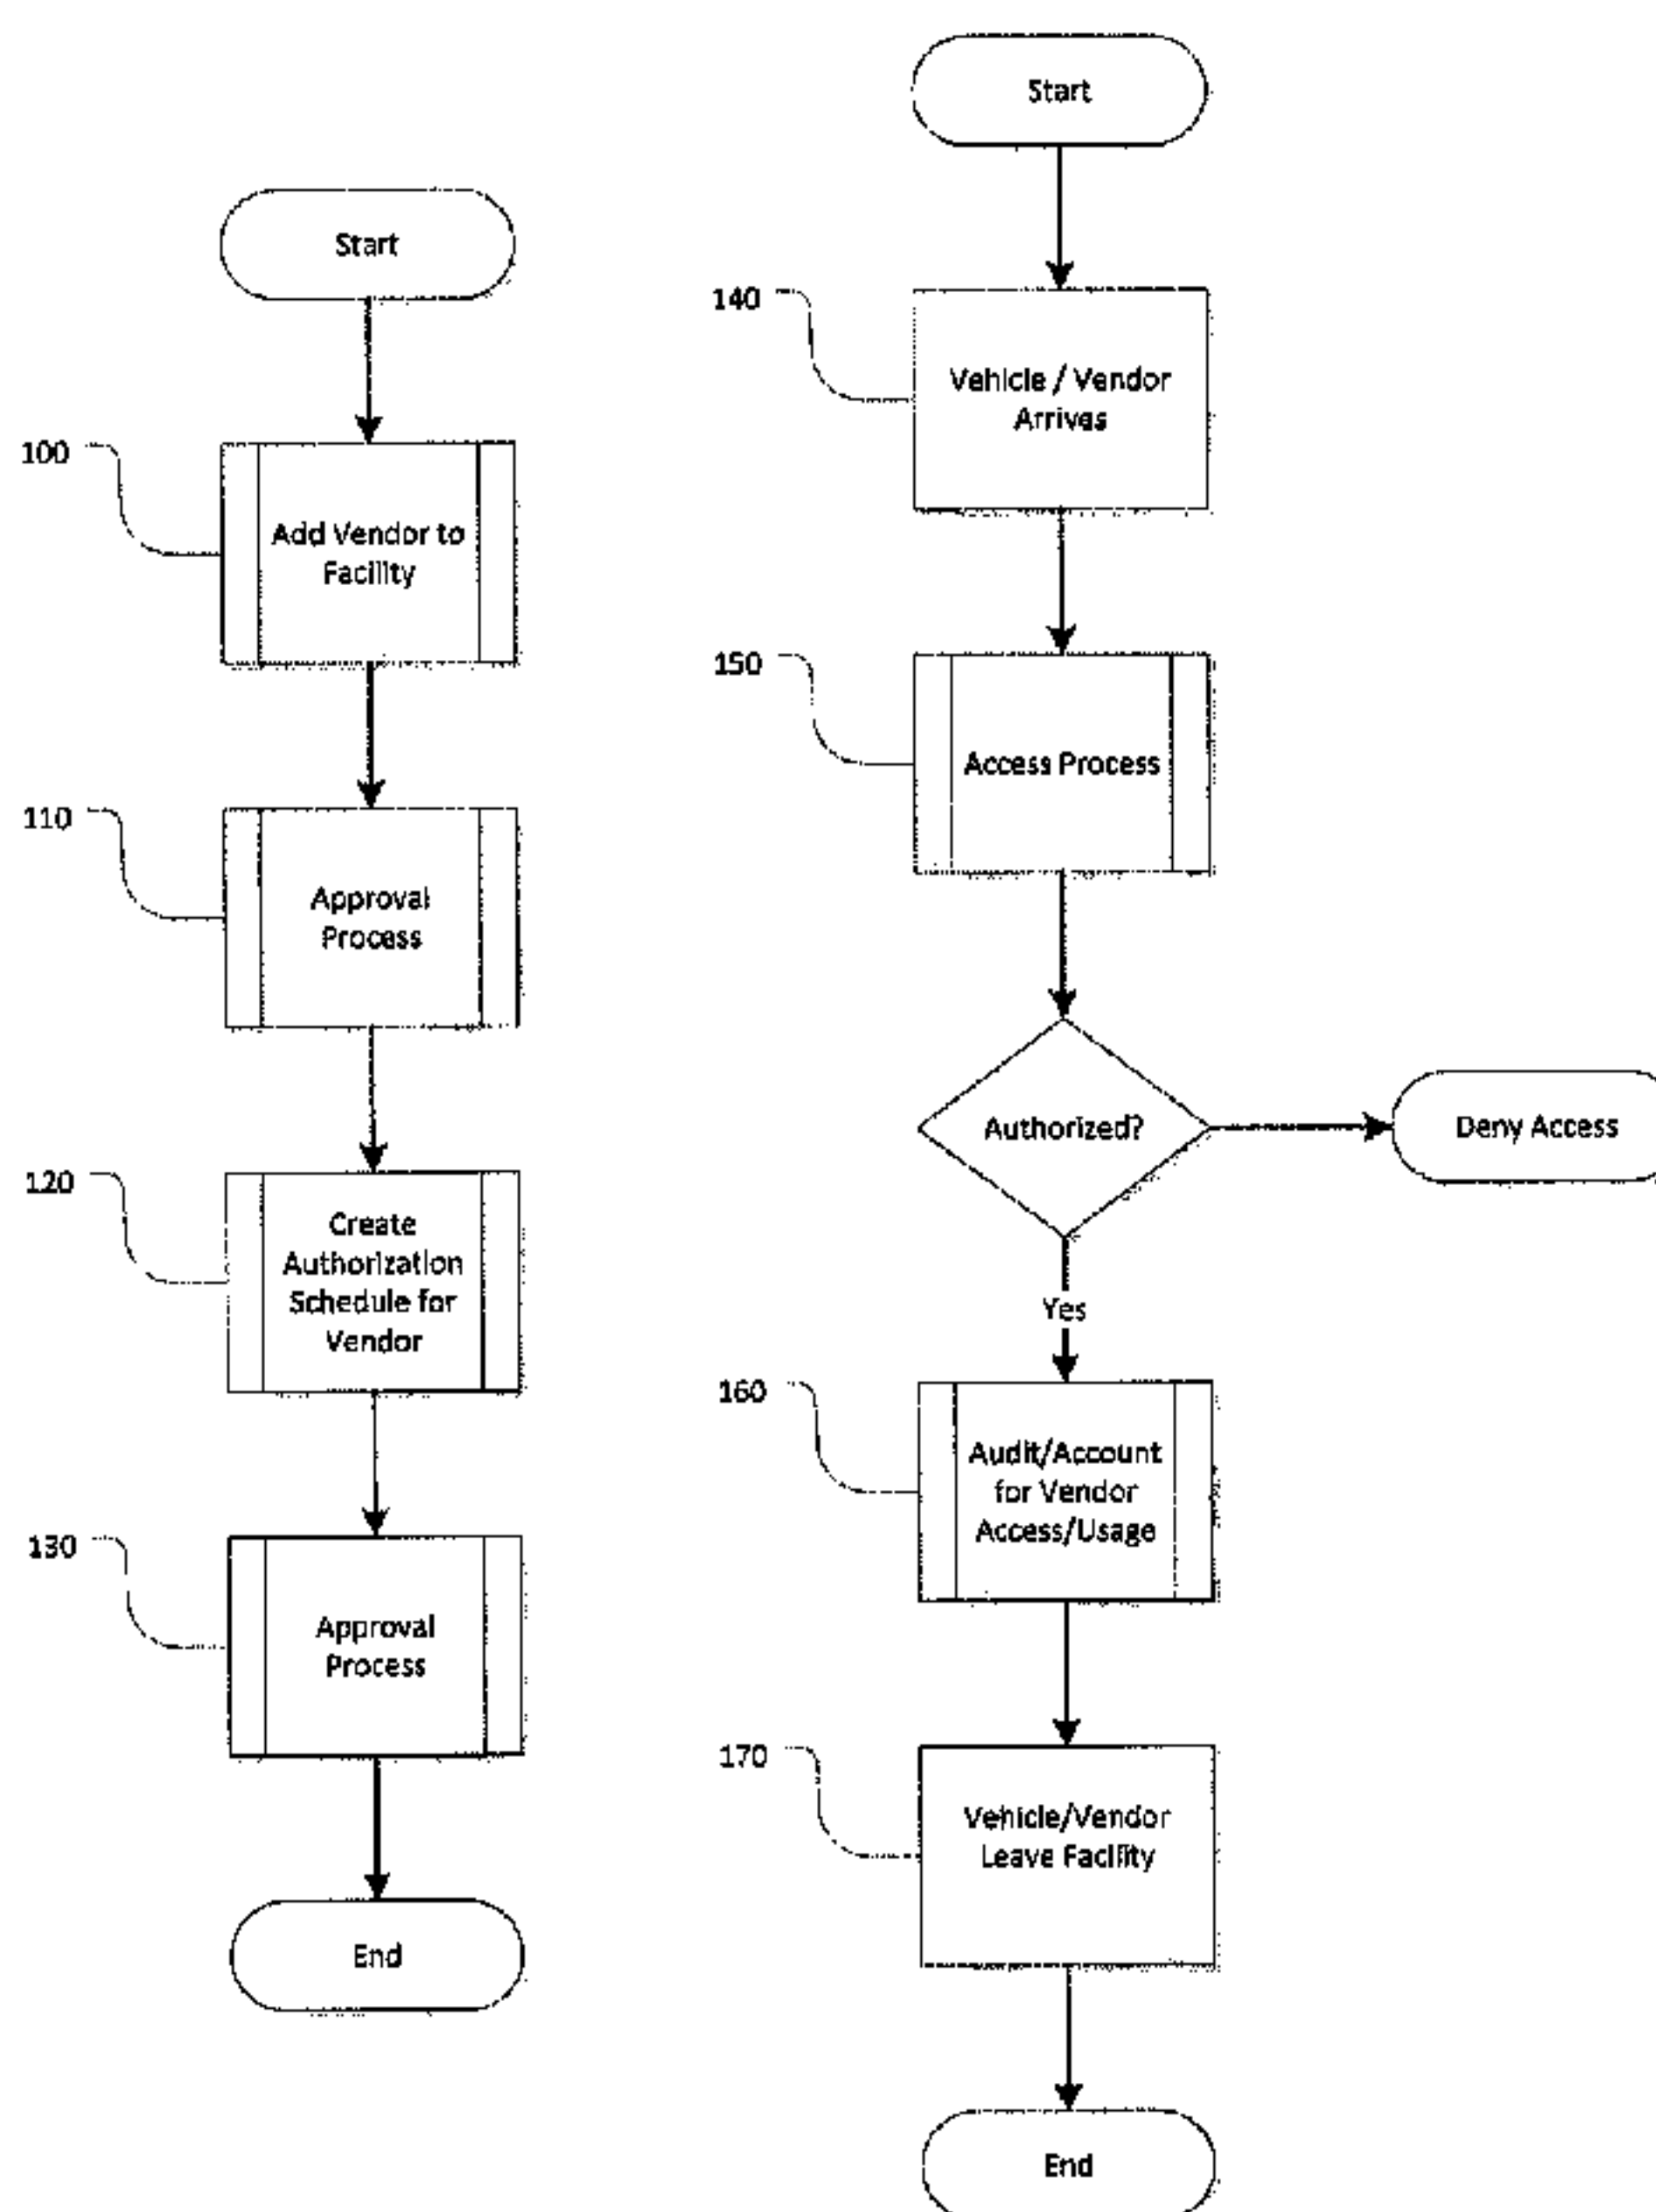 Start
100
Add Vendor to
Facility
110
Approval
Process
120
Create
Authorization
Schedule for
Vendor
130
Approval
Process
End
Start
140
Vehicle / Vendor
Arrives
150
Access Process
Authorized?
Deny Access
Yes
160
Audit/Account
for Vendor
Access/Usage
170
Vehicle/Vendor
Leave Facility
End